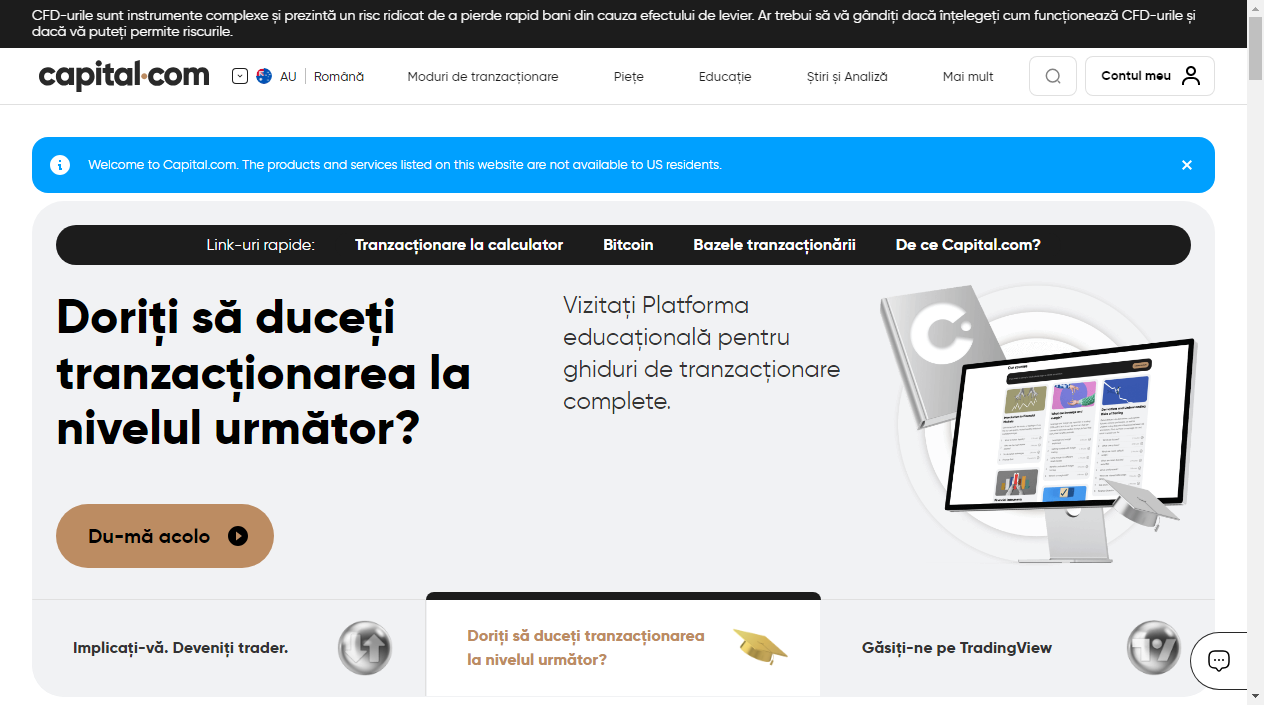 CFD-urile sunt instrumente complexe și prezintă un risc ridicat de a pierde rapid bani din cauza efectului de levier. Ar trebui să vă gândiți dacă înțelegeți cum funcționează CFD-urile și
dacă vă puteți permite riscurile.
capital.com
AU
Română
Moduri de tranzacționare
Piețe
Educație
Știri și Analiză
Mai mult
Contul meu
Welcome to Capital.com. The products and services listed on this website are not available to US residents.
Link-uri rapide:
Tranzacționare la calculator
Bitcoin
Bazele tranzacționării
De ce Capital.com?
Doriți să duceți
tranzacționarea la
nivelul următor?
Vizitați Platforma
educațională pentru
ghiduri de tranzacționare
complete.
Du-mă acolo
Implicați-vă. Deveniți trader.
Doriți să duceți tranzacționarea
la nivelul următor?
Găsiți-ne pe TradingView